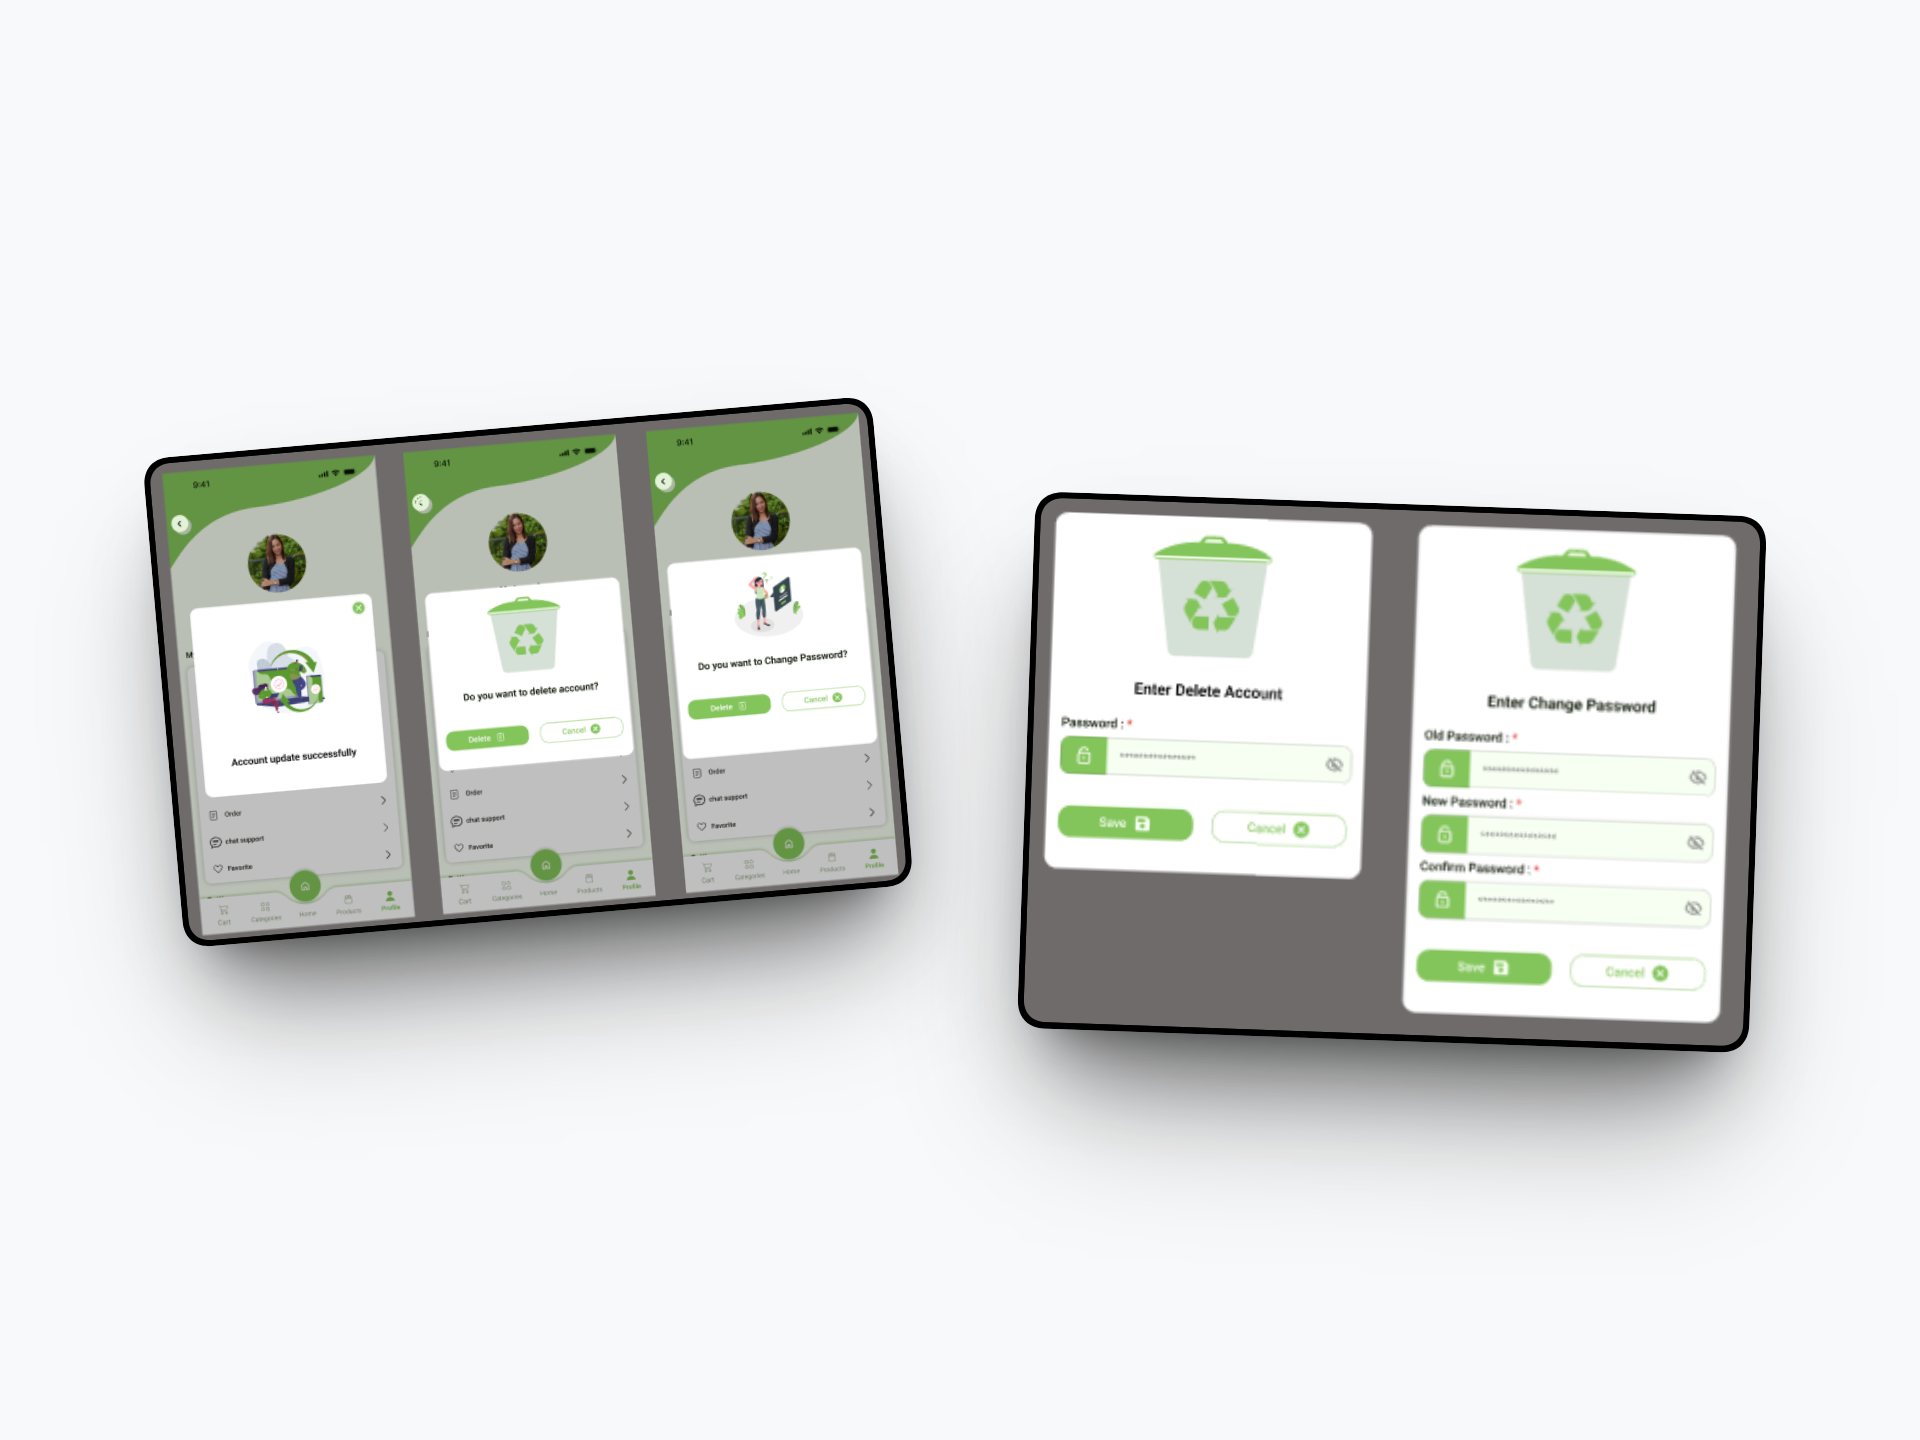 9:41
Account update successfully
Order
chat support
Favorite
Cart
Categories
Home
Products
Profile
9:41
Do you want to delete account?
Delete
Cancel
Order
chat support
Favorite
Cart
Categories
Home
Products
Profile
9:41
Do you want to Change Password?
Delete
Cancel
Order
chat support
Favorite
Cart
Categories
Home
Products
Profile
Enter Delete Account
Password : *
****************
Save
Cancel
Enter Change Password
Old Password : *
****************
New Password : *
****************
Confirm Password : *
****************
Save
Cancel